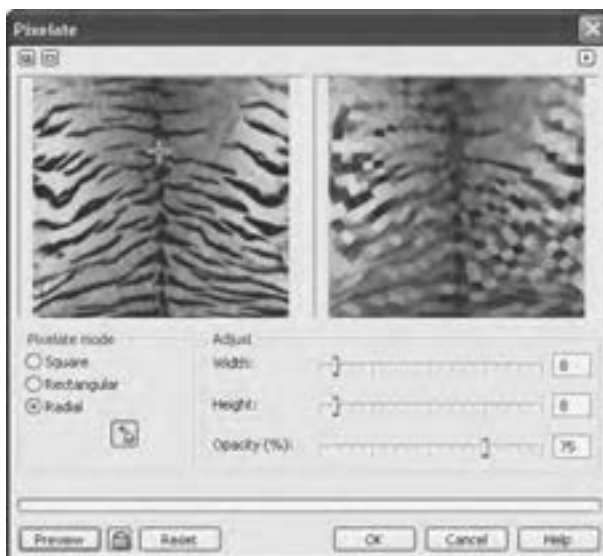 Pixelate
Pixelate mode
Square
Rectangular
Radial
Adjust
Width:
8
Height:
8
Opacity (%):
75
Preview
Reset
OK
Cancel
Help